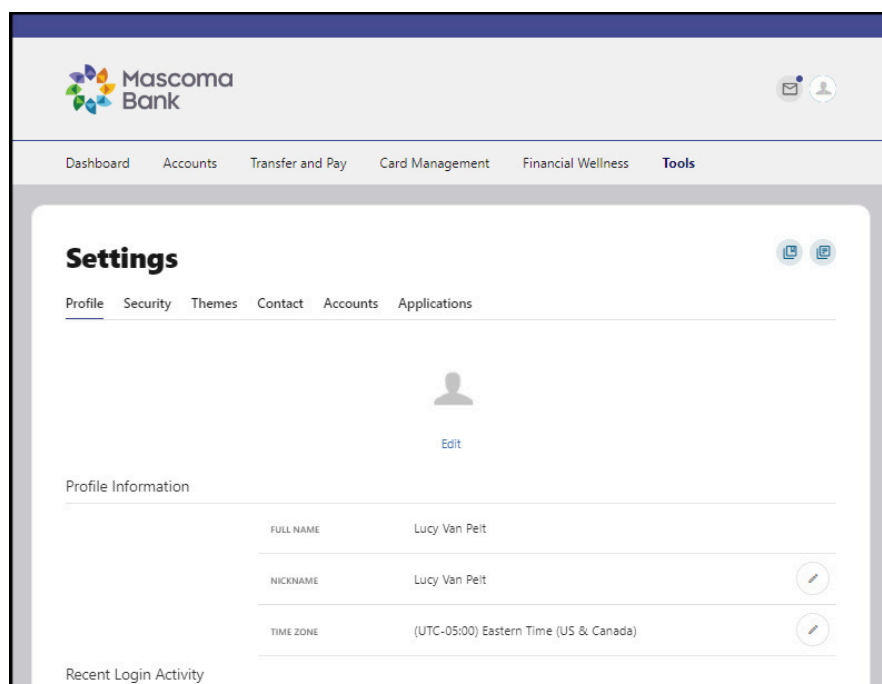 Mascoma
Bank
Dashboard Accounts Transfer and Pay Card Management Financial Wellness Tools
Settings
Profile Security Themes Contact Accounts Applications
Edit
Profile Information
FULL NAME Lucy Van Pelt
NICKNAME Lucy Van Pelt
TIME ZONE (UTC-05:00) Eastern Time (US & Canada)
Recent Login Activity